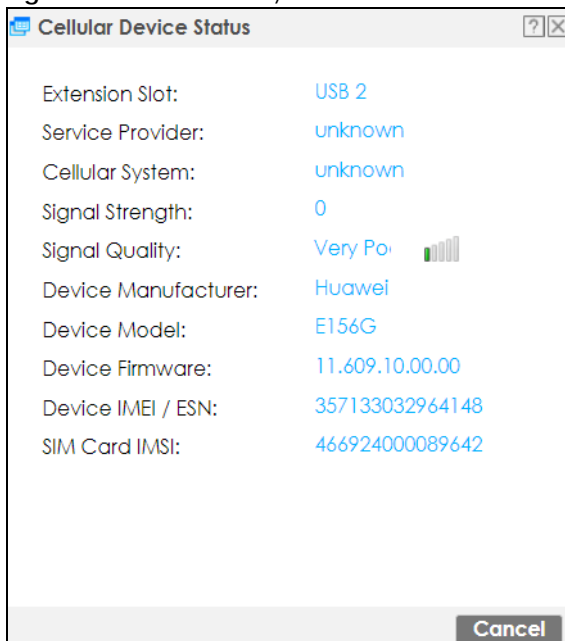 Cellular Device Status
Extension Slot: USB 2
Service Provider: unknown
Cellular System: unknown
Signal Strength: 0
Signal Quality: Very
Device Manufacturer: Huawei
Device Model: E156G
Device Firmware: 11.609.10.00.00
Device IMEI / ESN: 357133032964148
SIM Card IMSI: 466924000089642
Cancel